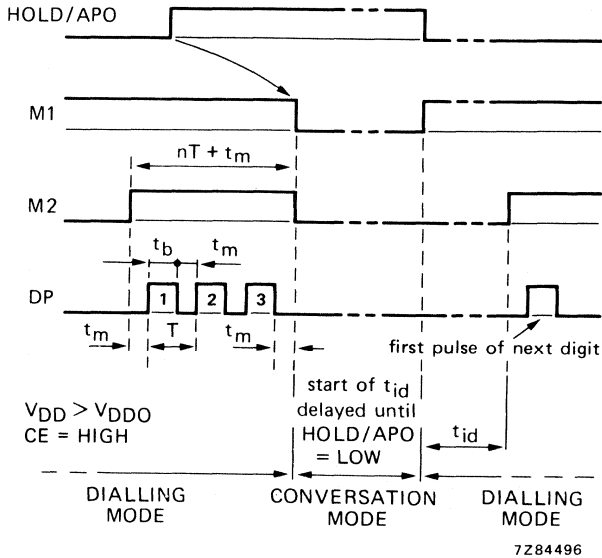 HOLD/APO
M1
nT + tm
M2
tb tm
DP
1 2 3
tm T tm
first pulse of next digit
start of tid
delayed until
HOLD/APO
= LOW
tid
VDD > VDDO
CE = HIGH
DIALLING
MODE
CONVERSATION
MODE
DIALLING
MODE
7Z84496